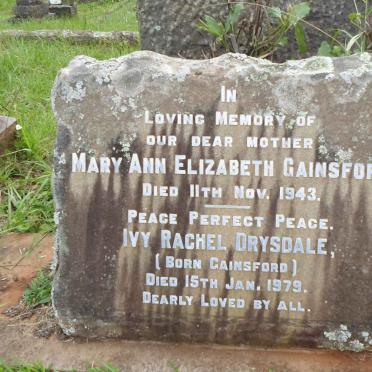 IN
LOVING MEMORY OF
OUR DEAR MOTHER
MARY ANN ELIZABETH GAINSFOR
DIED 11TH NOV. 1943.
PEACE PERFECT PEACE.
IVY RACHEL DRYSDALE,
(BORN GAINSFORD)
DIED 15TH JAN. 1979.
DEARLY LOVED BY ALL.